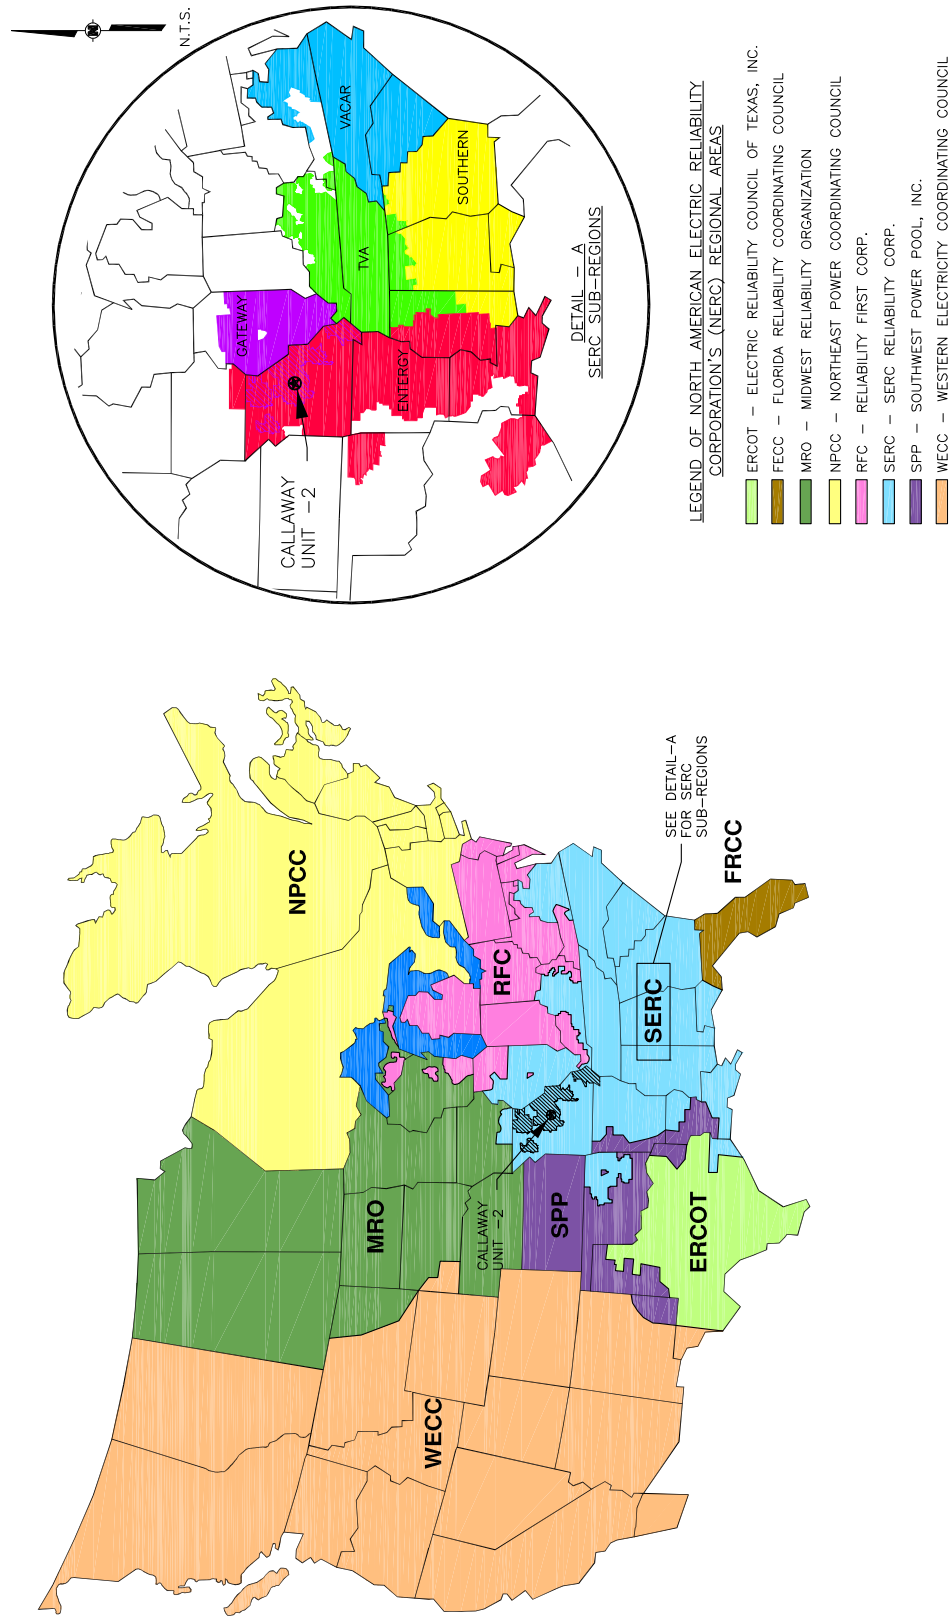 NPCC
MRO
RFC
WECC
SPP
SERC
ERCOT
FRCC
CALLAWAY
UNIT -2
SEE DETAIL-A
FOR SERC
SUB-REGIONS
N
N.T.S.
GATEWAY
TVA
VACAR
ENTERGY
SOUTHERN
CALLAWAY
UNIT -2
DETAIL - A
SERC SUB-REGIONS
LEGEND OF NORTH AMERICAN ELECTRIC RELIABILITY
CORPORATION'S (NERC) REGIONAL AREAS
ERCOT - ELECTRIC RELIABILITY COUNCIL OF TEXAS, INC.
FECC - FLORIDA RELIABILITY COORDINATING COUNCIL
MRO - MIDWEST RELIABILITY ORGANIZATION
NPCC - NORTHEAST POWER COORDINATING COUNCIL
RFC - RELIABILITY FIRST CORP.
SERC - SERC RELIABILITY CORP.
SPP - SOUTHWEST POWER POOL, INC.
WECC - WESTERN ELECTRICITY COORDINATING COUNCIL